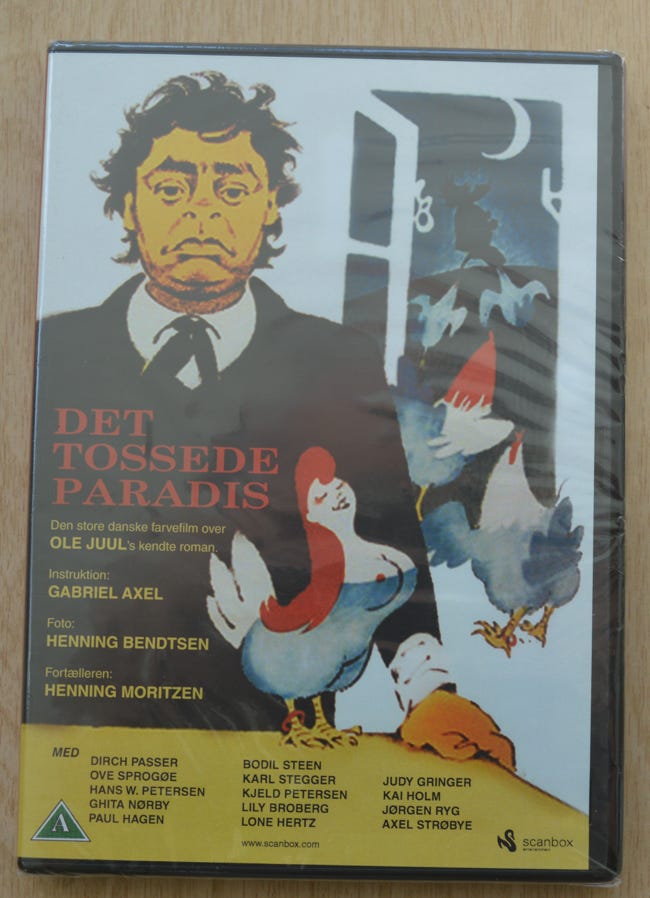 DET
TOSSEDE
PARADIS
Den store danske farvefilm over
OLE JUUL's kendte roman.
Instruktion:
GABRIEL AXEL
Foto:
HENNING BENDTSEN
Fortælleren:
HENNING MORITZEN
MED
DIRCH PASSER
OVE SPROGØE
HANS W. PETERSEN
GHITA NØRBY
PAUL HAGEN
BODIL STEEN
KARL STEGGER
KJELD PETERSEN
LILY BROBERG
LONE HERTZ
JUDY GRINGER
KAI HOLM
JØRGEN RYG
AXEL STRØBYE
A
www.scanbox.com
scanbox